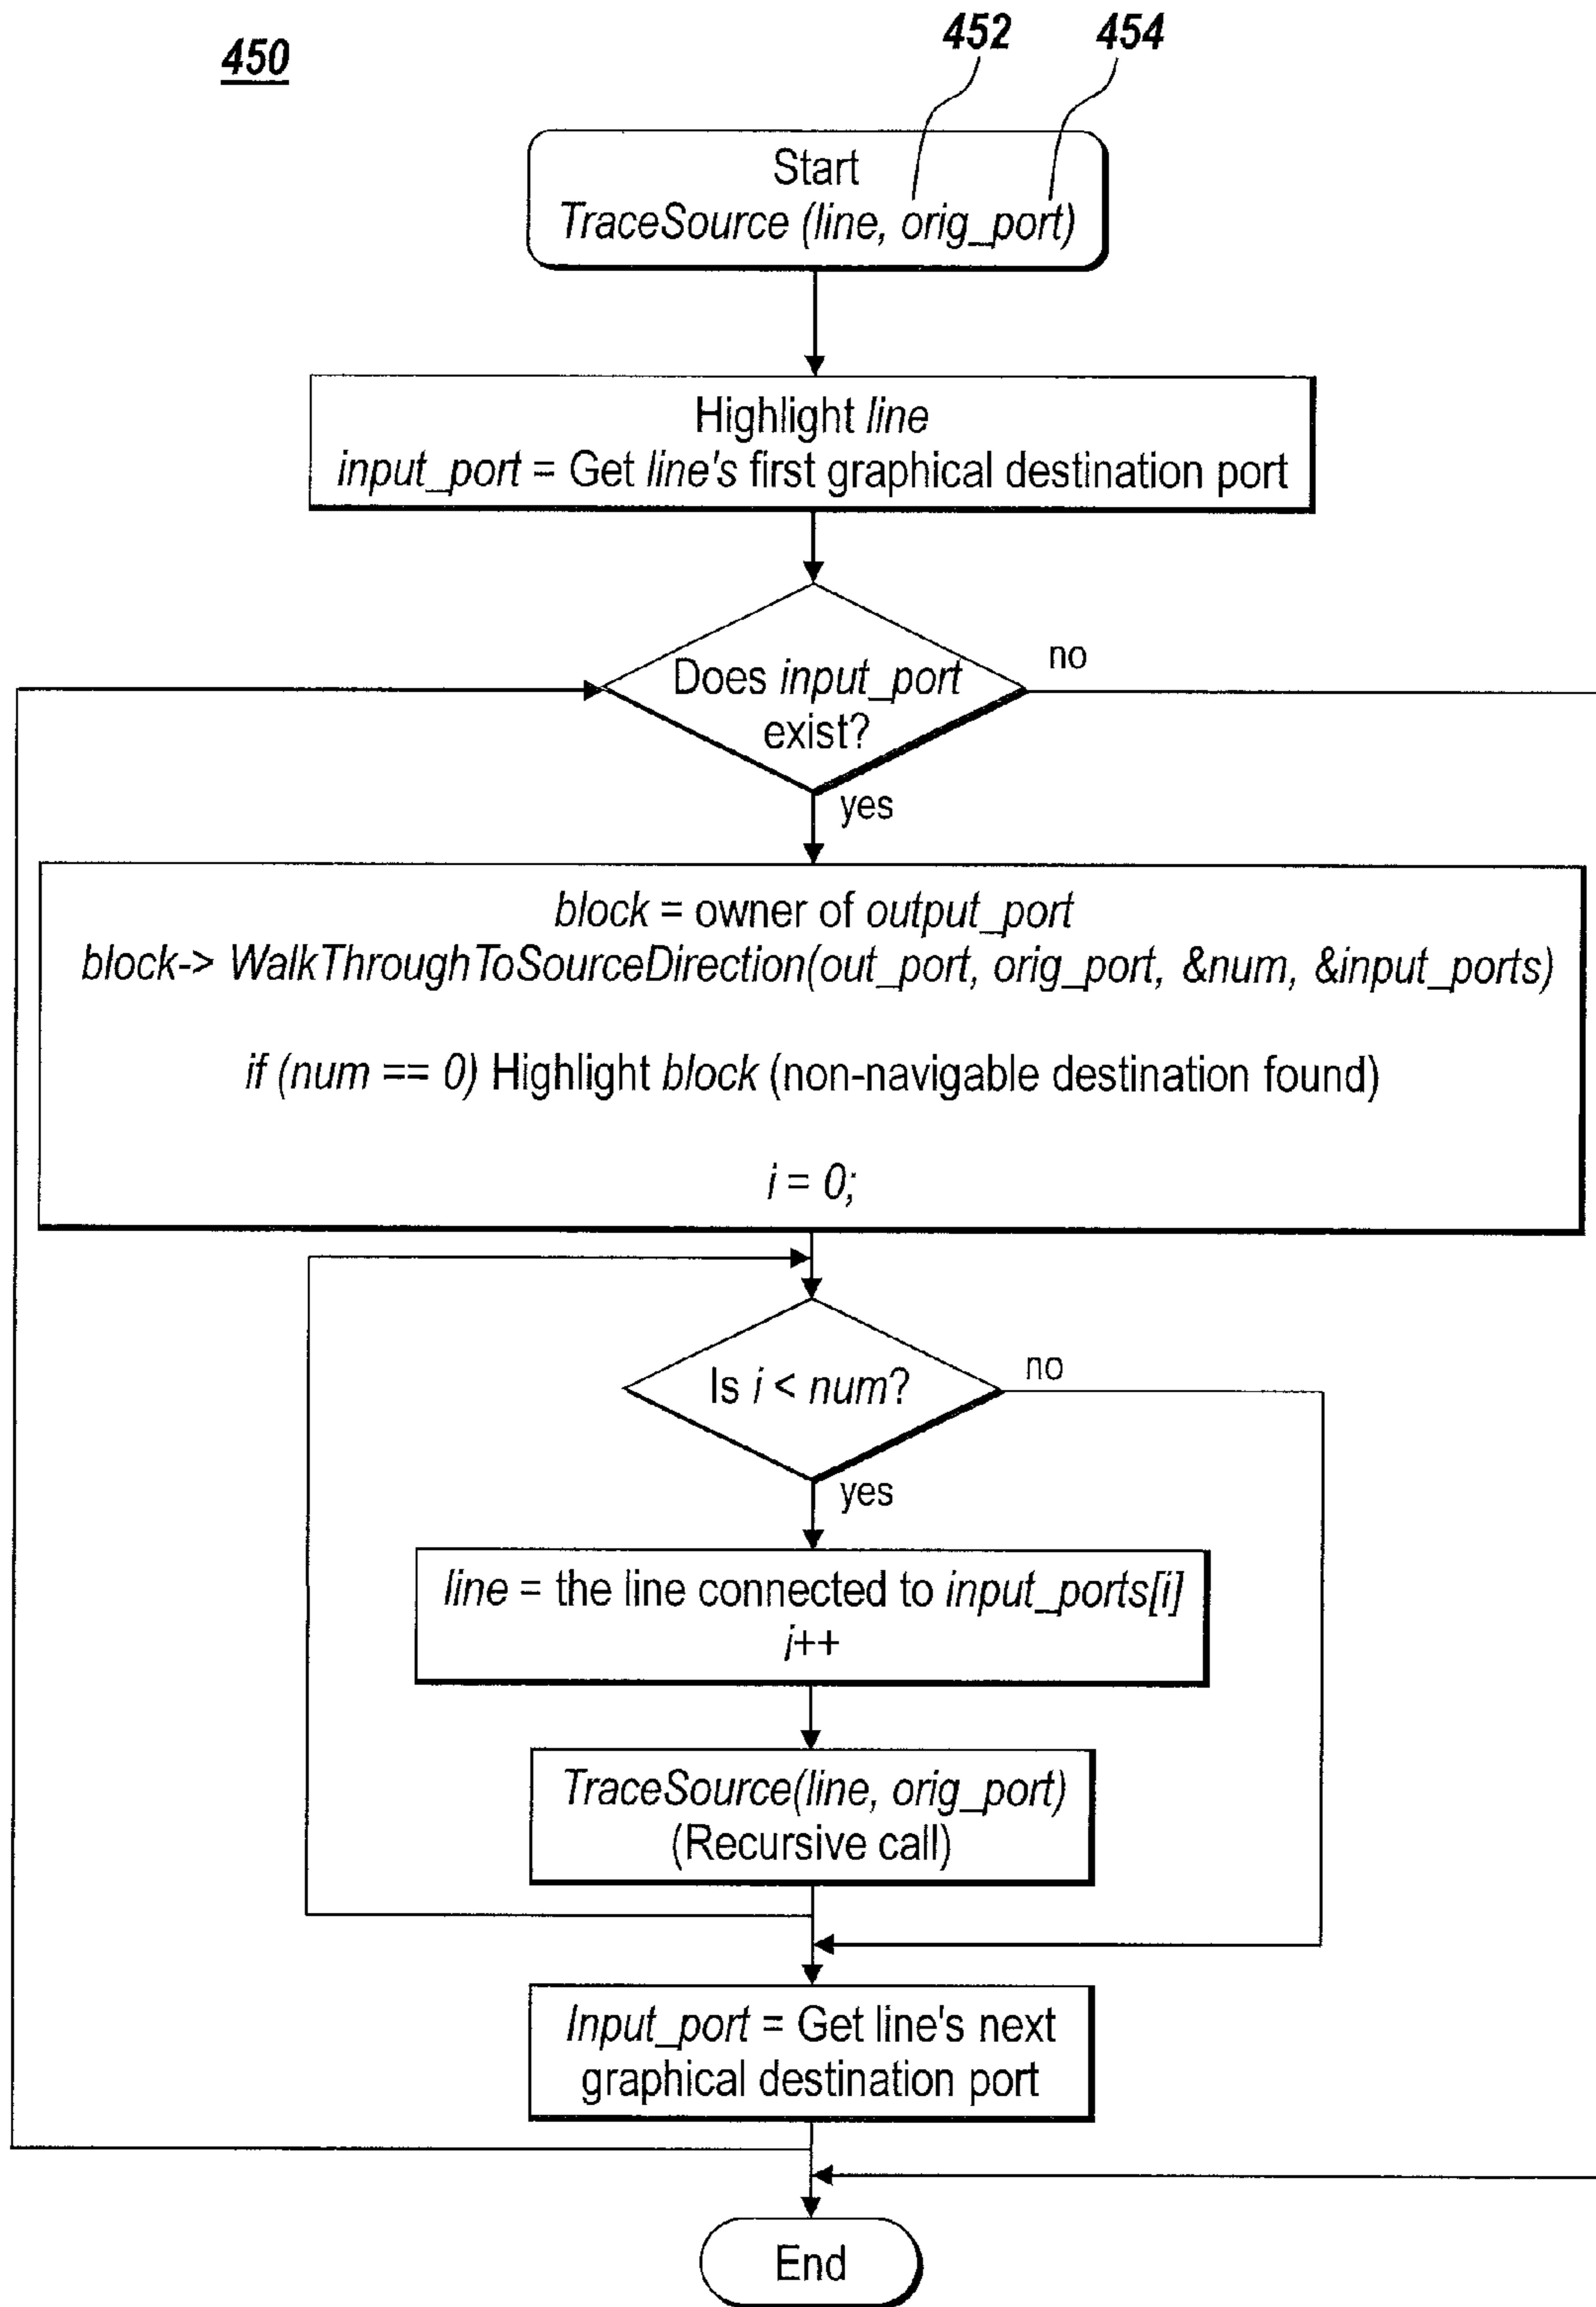 450
452
454
Start
TraceSource (line, orig_port)
Highlight line
input_port = Get line's first graphical destination port
Does input_port
exist?
no
yes
block = owner of output_port
block-> WalkThroughToSourceDirection(out_port, orig_port, &num, &input_ports)
if (num == 0) Highlight block (non-navigable destination found)
i = 0;
Is i < num?
no
yes
line = the line connected to input_ports[i]
i++
TraceSource(line, orig_port)
(Recursive call)
Input_port = Get line's next
graphical destination port
End